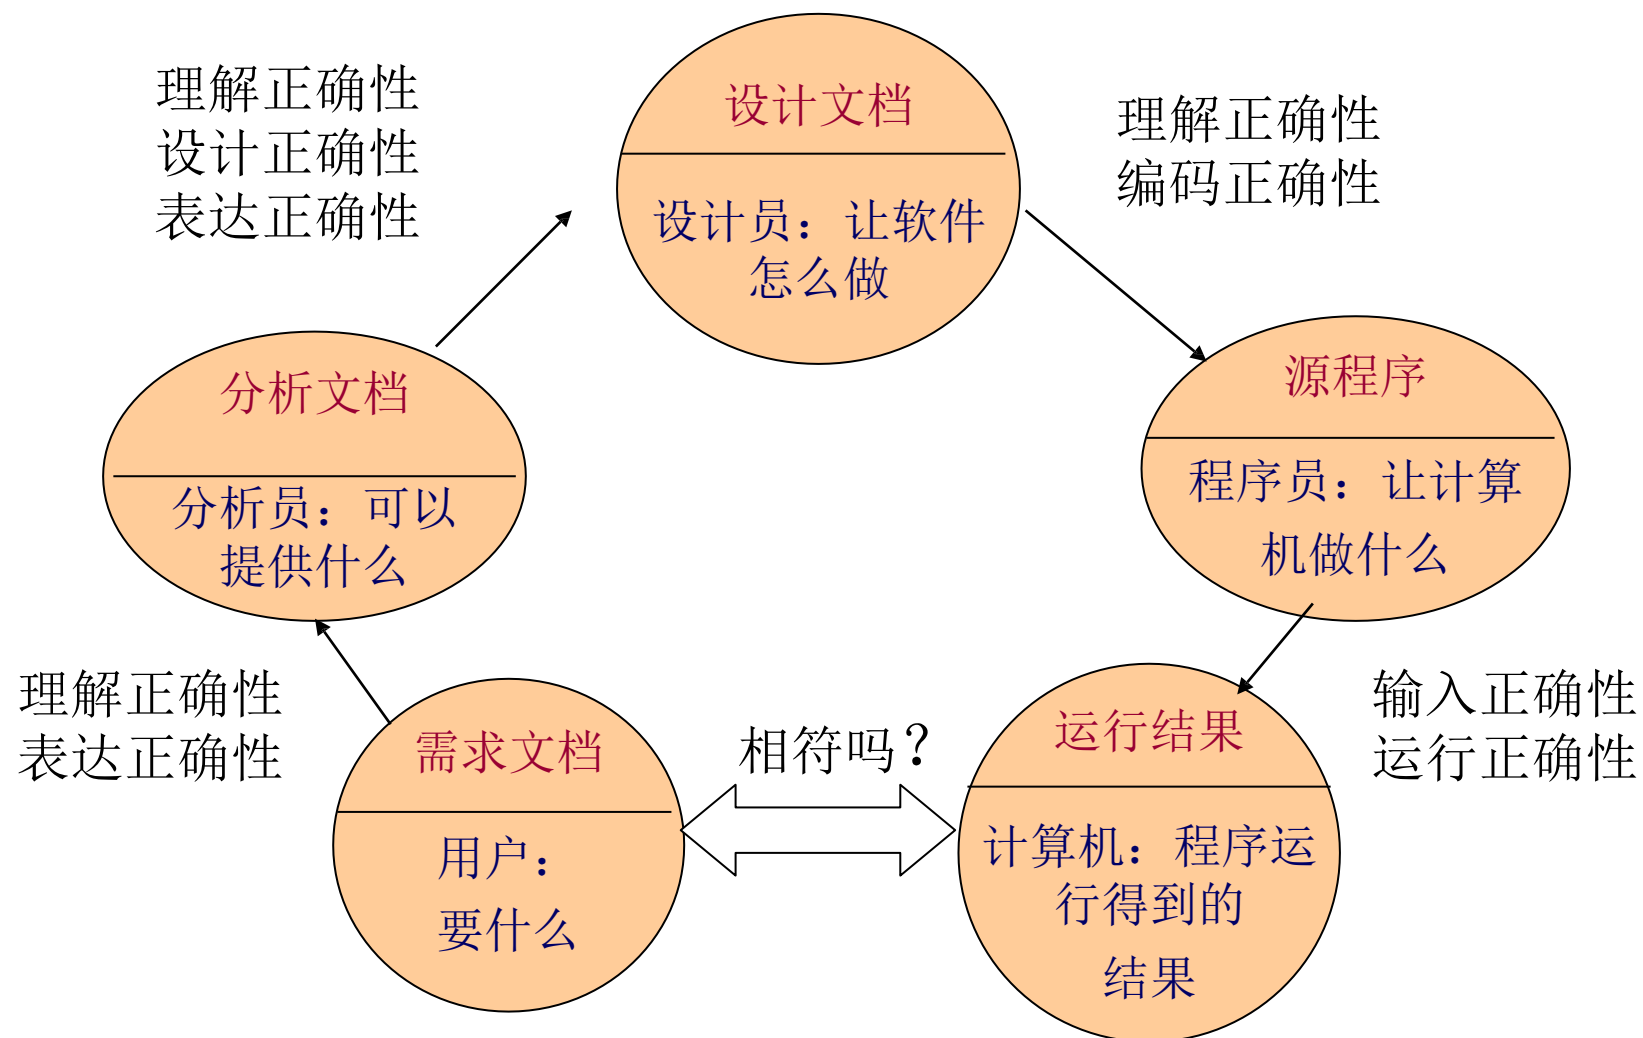 理解正确性
设计正确性
表达正确性
设计文档
设计员：让软件
怎么做
理解正确性
编码正确性
分析文档
分析员：可以
提供什么
源程序
程序员：让计算
机做什么
理解正确性
表达正确性
需求文档
用户：
要什么
相符吗？
运行结果
计算机：程序运
行得到的
结果
输入正确性
运行正确性